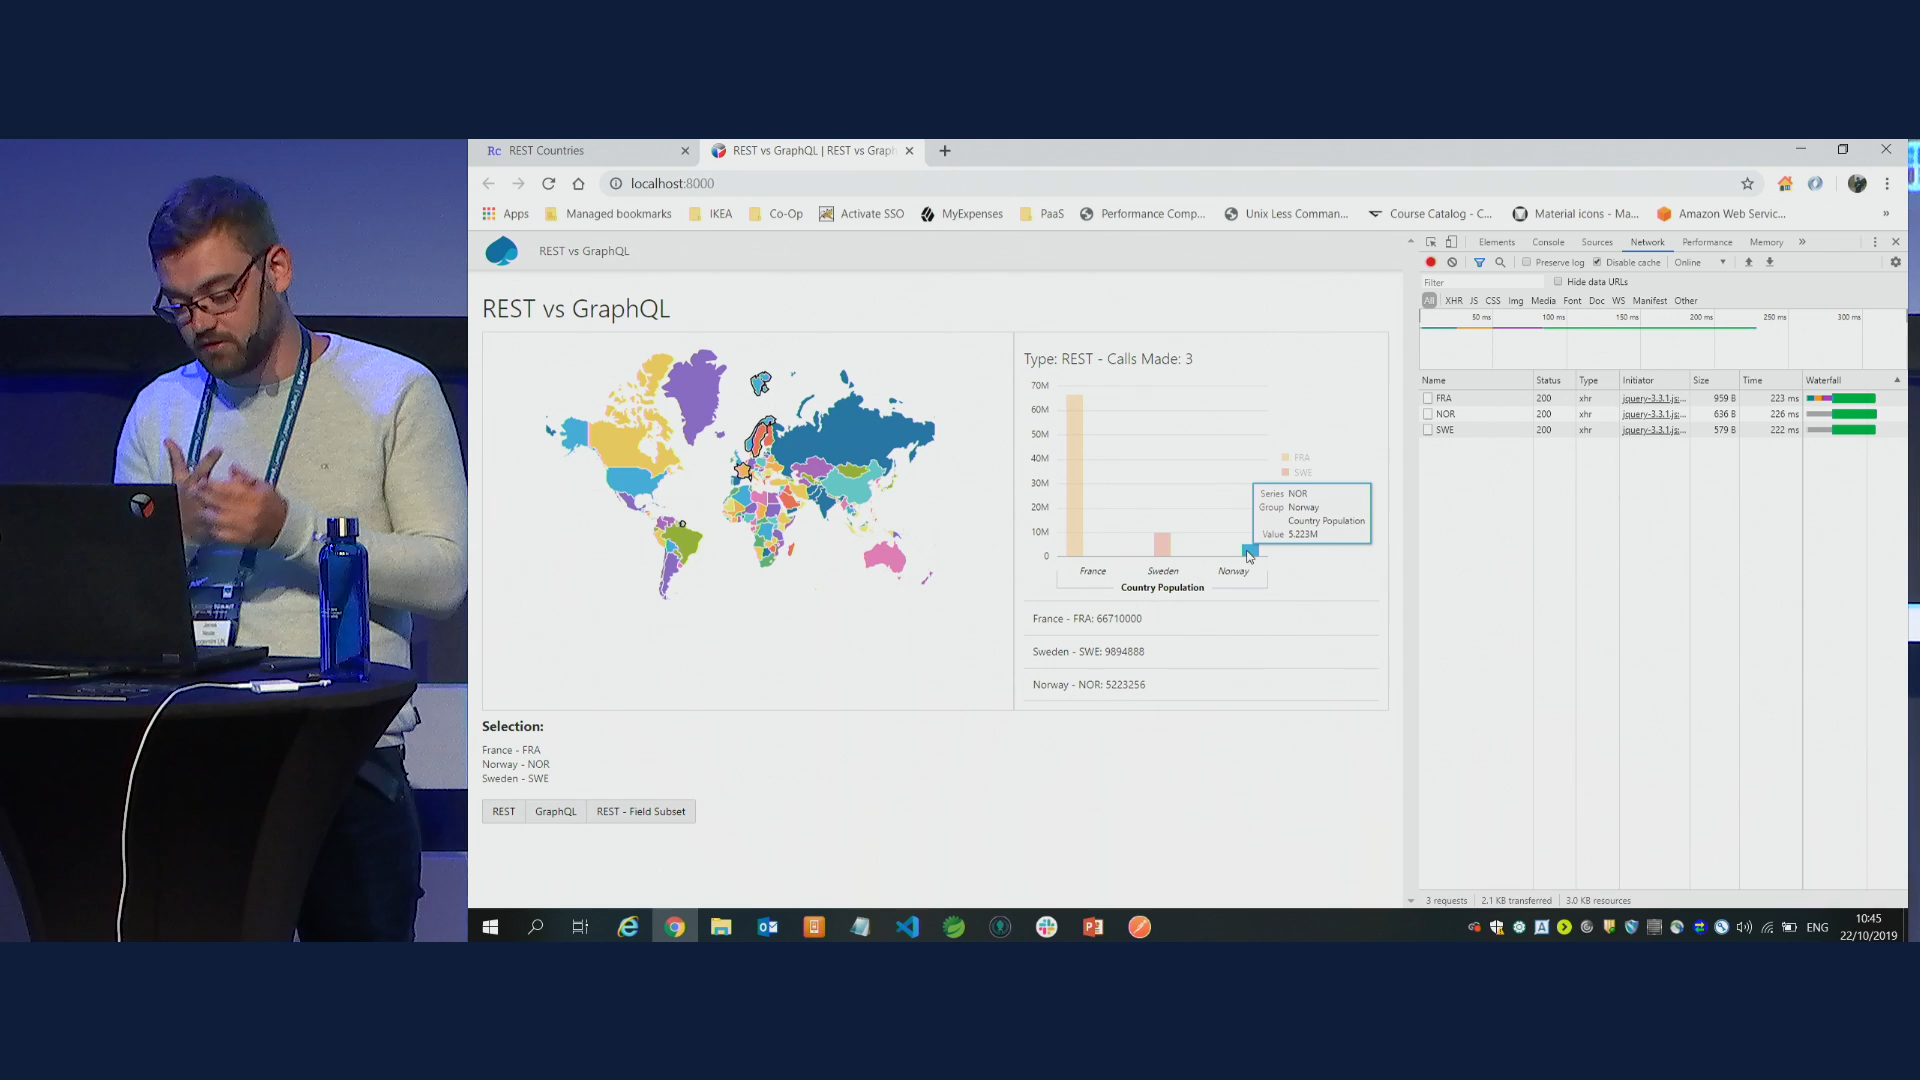 Rc REST Countries
REST vs GraphQL | REST vs Graph
localhost:8000
Apps Managed bookmarks IKEA Co-Op Activate SSO MyExpenses PaaS Performance Comp... Unix Less Comman... Course Catalog - C... Material icons - Ma... Amazon Web Servic... »
REST vs GraphQL
Elements Console Sources Network Performance Memory »
Preserve log Disable cache Online
Filter Hide data URLs
All XHR JS CSS Img Media Font Doc WS Manifest Other
50 ms 100 ms 150 ms 200 ms 250 ms 300 ms
Name Status Type Initiator Size Time Waterfall
FRA 200 xhr jquery-3.3.1.js:... 959 B 223 ms
NOR 200 xhr jquery-3.3.1.js:... 636 B 226 ms
SWE 200 xhr jquery-3.3.1.js:... 579 B 222 ms
REST vs GraphQL
Type: REST - Calls Made: 3
70M
60M
50M
40M
30M
20M
10M
0
FRA
SWE
Series NOR
Group Norway
Country Population
Value 5.223M
France Sweden Norway
Country Population
France - FRA: 66710000
Sweden - SWE: 9894888
Norway - NOR: 5223256
Selection:
France - FRA
Norway - NOR
Sweden - SWE
REST GraphQL REST - Field Subset
3 requests 2.1 KB transferred 3.0 KB resources
ENG
10:45
22/10/2019